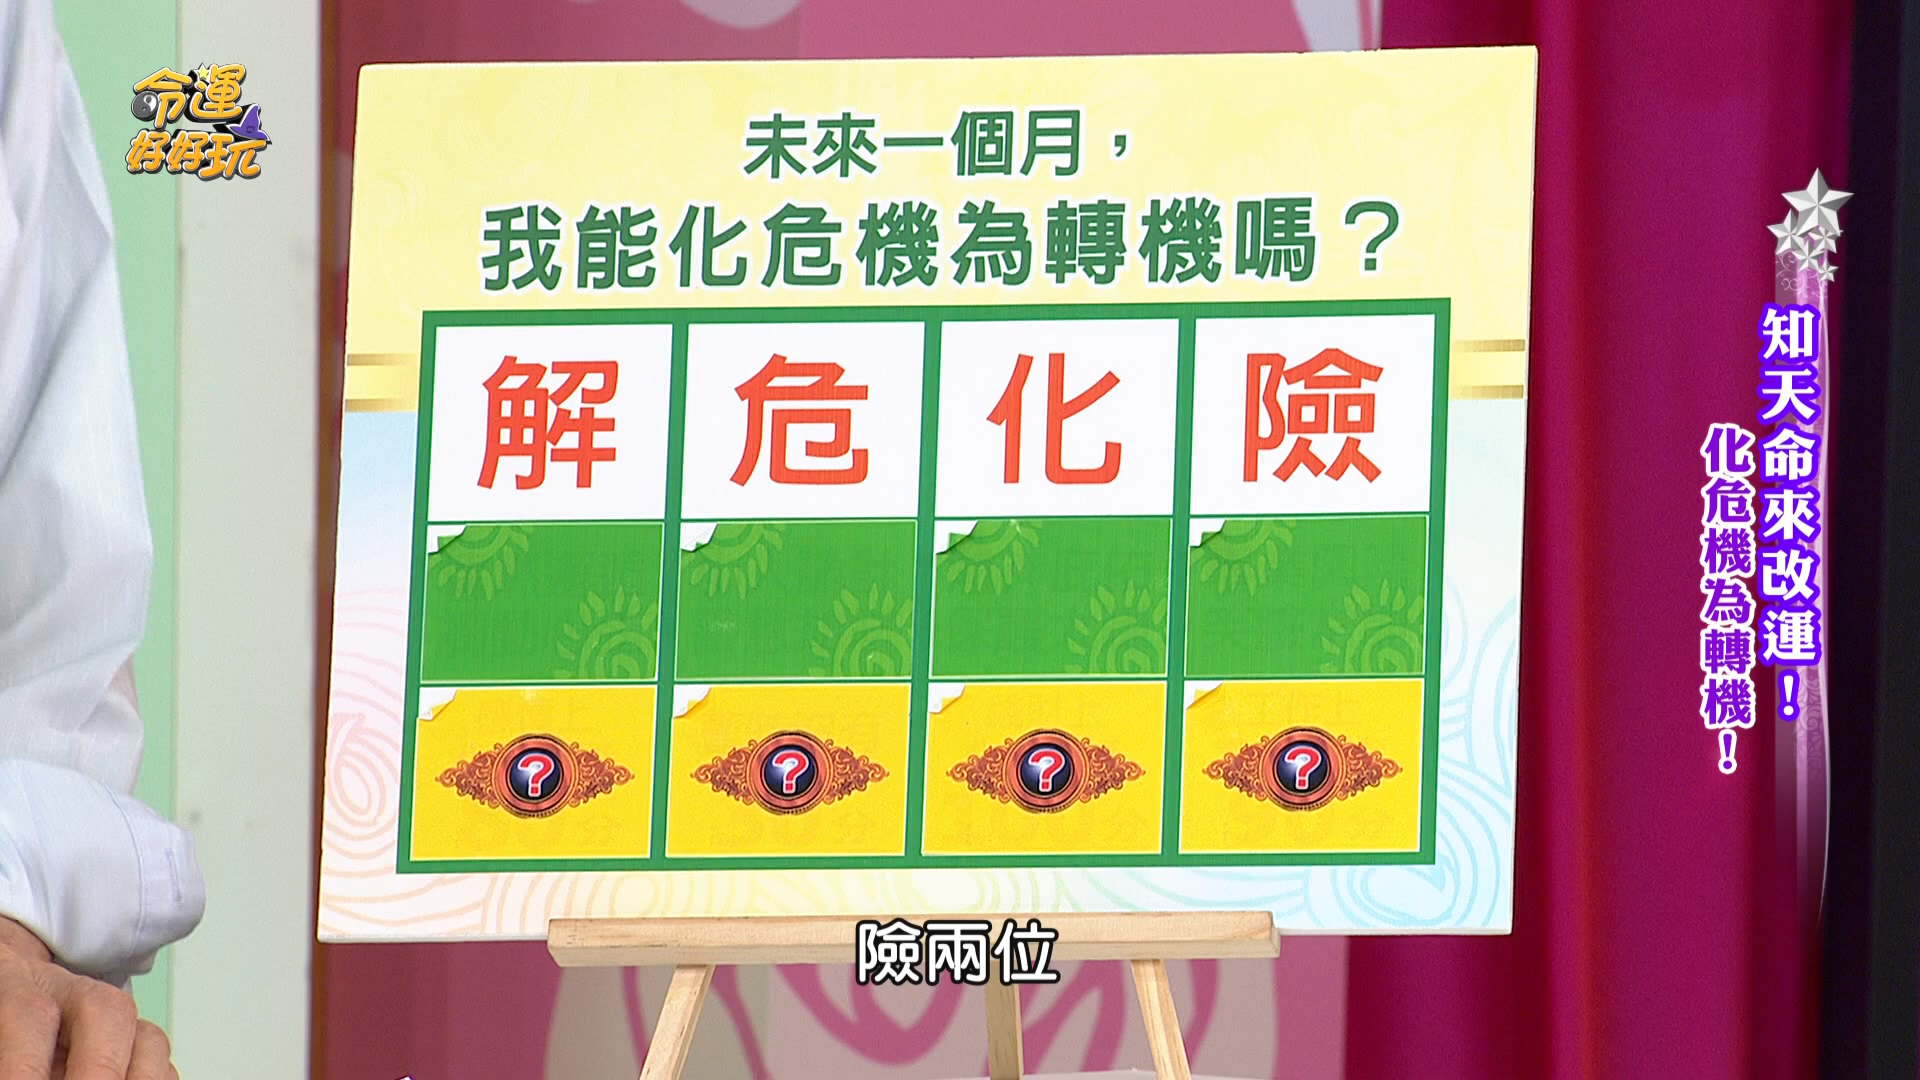 命運
好好玩
未來一個月，
我能化危機為轉機嗎？
解 危 化 險
? ? ? ?
知天命來改運！
化危機為轉機！
險兩位